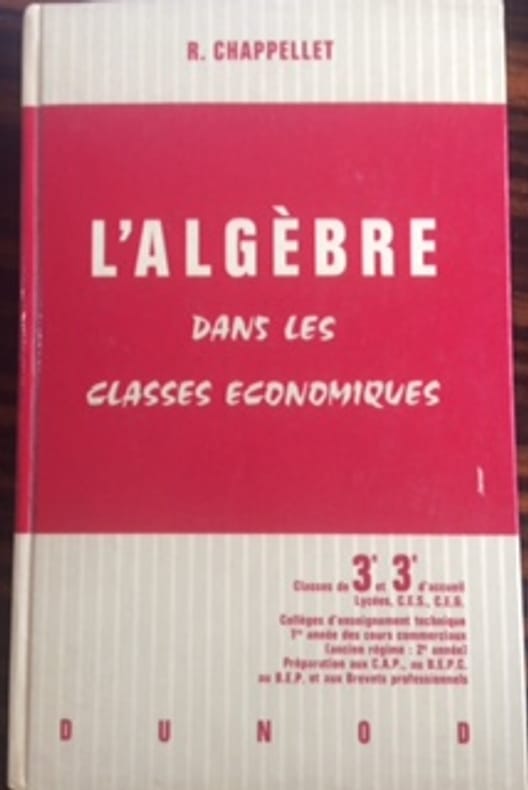 R. CHAPPELLET
L'ALGÈBRE
DANS LES
CLASSES ECONOMIQUES
Classes de 3e et 3e d'accueil
Lycées, C.E.S., C.E.G.
Collèges d'enseignement technique
1re année des cours commerciaux
(ancien régime : 2e année)
Préparation aux C.A.P., au B.E.P.C.
au B.E.P. et aux Brevets professionnels
DUNOD